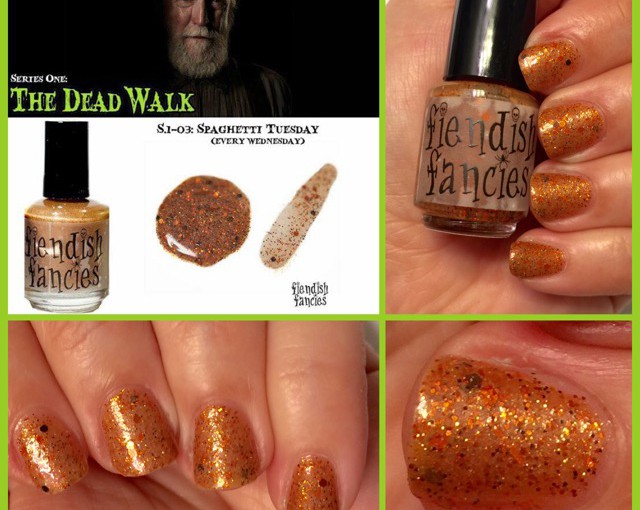 Series One:
The Dead Walk
S.1-03: Spaghetti Tuesday
(every Wednesday)
fiendish
fancies
fiendish
fancies
fiendish
fancies